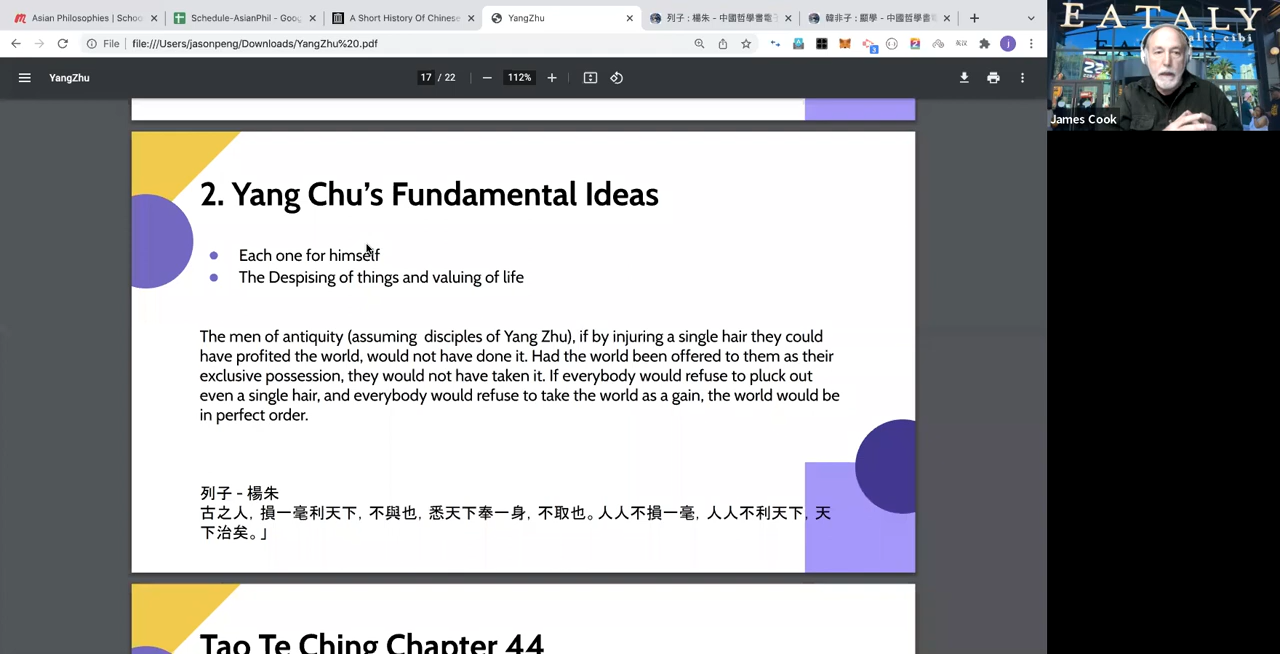 Asian Philosophies | Schoo
Schedule-AsianPhil - Goog
A Short History Of Chinese
YangZhu
列子 : 楊朱 - 中國哲學書電子
韓非子 : 顯學 - 中國哲學書電
File
file:///Users/jasonpeng/Downloads/YangZhu%20.pdf
YangZhu
17 / 22
112%
2. Yang Chu's Fundamental Ideas
Each one for himself
The Despising of things and valuing of life
The men of antiquity (assuming disciples of Yang Zhu), if by injuring a single hair they could
have profited the world, would not have done it. Had the world been offered to them as their
exclusive possession, they would not have taken it. If everybody would refuse to pluck out
even a single hair, and everybody would refuse to take the world as a gain, the world would be
in perfect order.
列子 - 楊朱
古之人，損一毫利天下，不與也，悉天下奉一身，不取也。人人不損一毫，人人不利天下，天
下治矣。」
Tao Te Ching Chapter 44
EATALY
alti cibi
James Cook